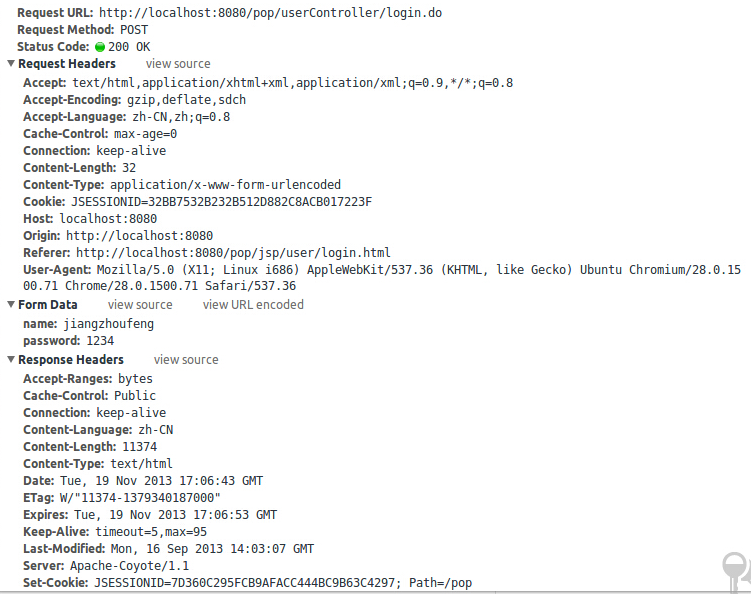 Request URL: http://localhost:8080/pop/userController/login.do
Request Method: POST
Status Code: 200 OK
Request Headers view source
Accept: text/html,application/xhtml+xml,application/xml;q=0.9,*/*;q=0.8
Accept-Encoding: gzip,deflate,sdch
Accept-Language: zh-CN,zh;q=0.8
Cache-Control: max-age=0
Connection: keep-alive
Content-Length: 32
Content-Type: application/x-www-form-urlencoded
Cookie: JSESSIONID=32BB7532B232B512D882C8ACB017223F
Host: localhost:8080
Origin: http://localhost:8080
Referer: http://localhost:8080/pop/jsp/user/login.html
User-Agent: Mozilla/5.0 (X11; Linux i686) AppleWebKit/537.36 (KHTML, like Gecko) Ubuntu Chromium/28.0.15
00.71 Chrome/28.0.1500.71 Safari/537.36
Form Data view source view URL encoded
name: jiangzhoufeng
password: 1234
Response Headers view source
Accept-Ranges: bytes
Cache-Control: Public
Connection: keep-alive
Content-Language: zh-CN
Content-Length: 11374
Content-Type: text/html
Date: Tue, 19 Nov 2013 17:06:43 GMT
ETag: W/"11374-1379340187000"
Expires: Tue, 19 Nov 2013 17:06:53 GMT
Keep-Alive: timeout=5,max=95
Last-Modified: Mon, 16 Sep 2013 14:03:07 GMT
Server: Apache-Coyote/1.1
Set-Cookie: JSESSIONID=7D360C295FCB9AFACC444BC9B63C4297; Path=/pop